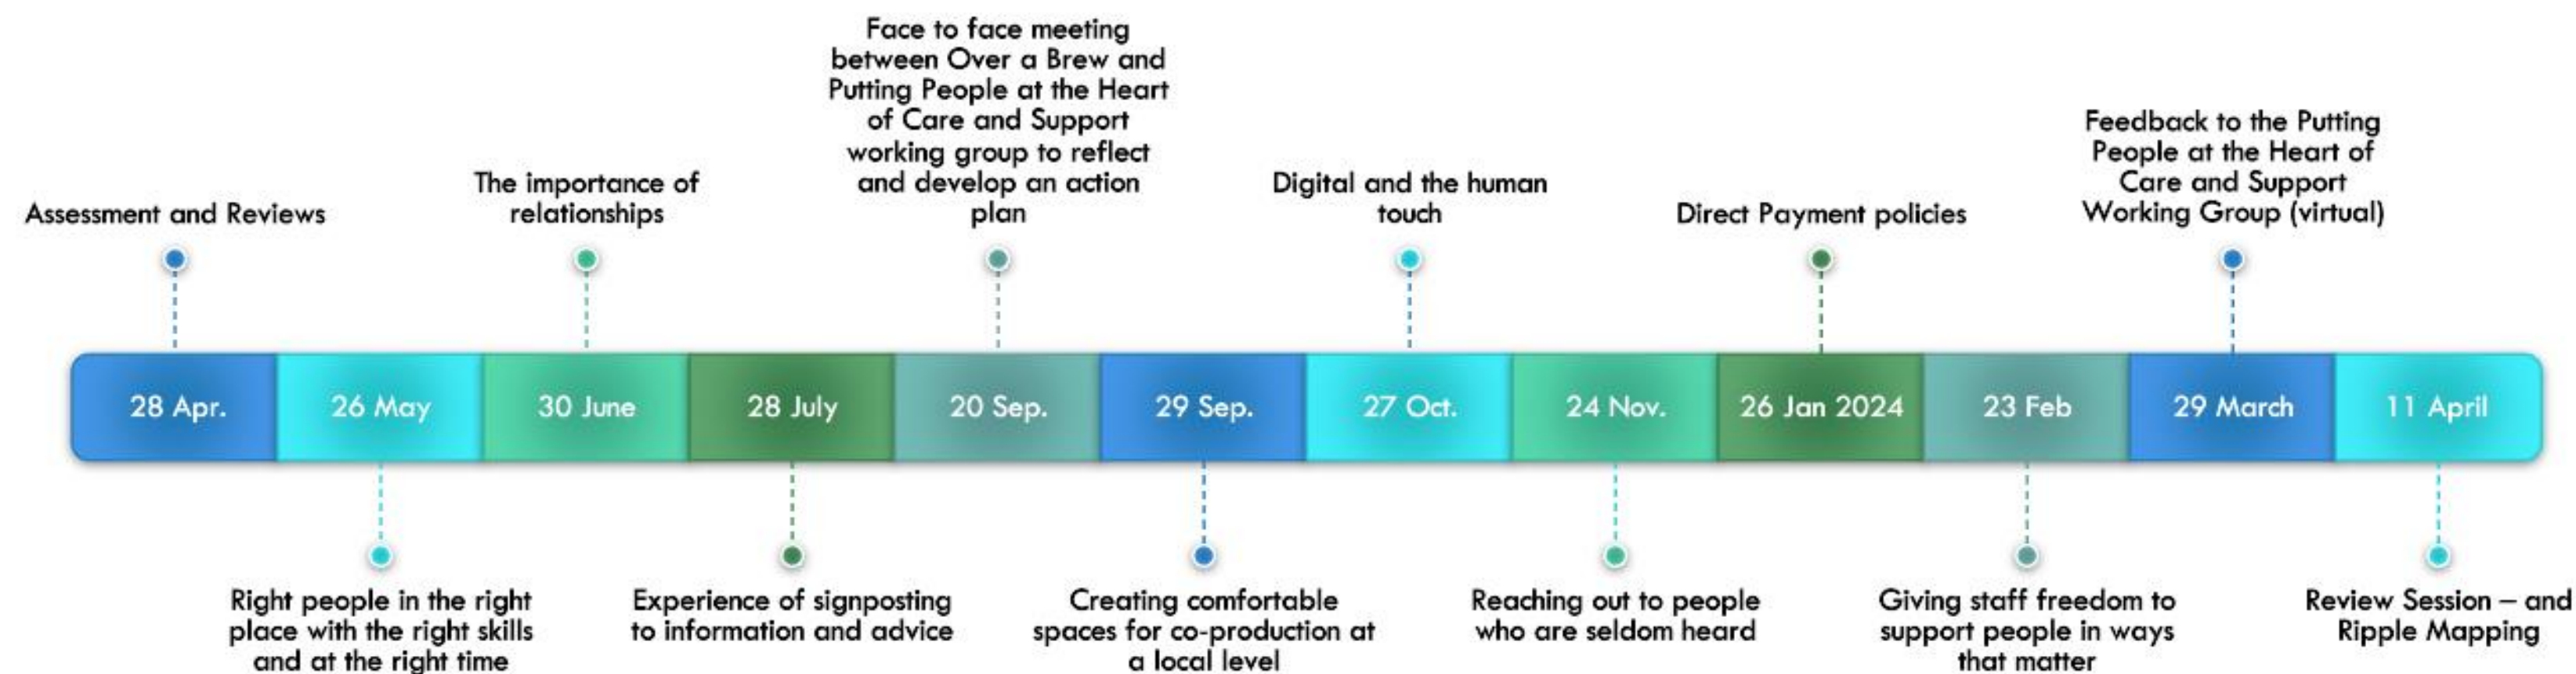 Face to face meeting
between Over a Brew and
Putting People at the Heart
of Care and Support
working group to reflect
and develop an action
plan
Feedback to the Putting
People at the Heart of
Care and Support
Working Group (virtual)
The importance of
relationships
Digital and the human
touch
Assessment and Reviews
Direct Payment policies
28 Apr.
26 May
30 June
28 July
20 Sep.
29 Sep.
27 Oct.
24 Nov.
26 Jan 2024
23 Feb
29 March
11 April
Right people in the right
place with the right skills
and at the right time
Experience of signposting
to information and advice
Creating comfortable
spaces for co-production at
a local level
Reaching out to people
who are seldom heard
Giving staff freedom to
support people in ways
that matter
Review Session – and
Ripple Mapping